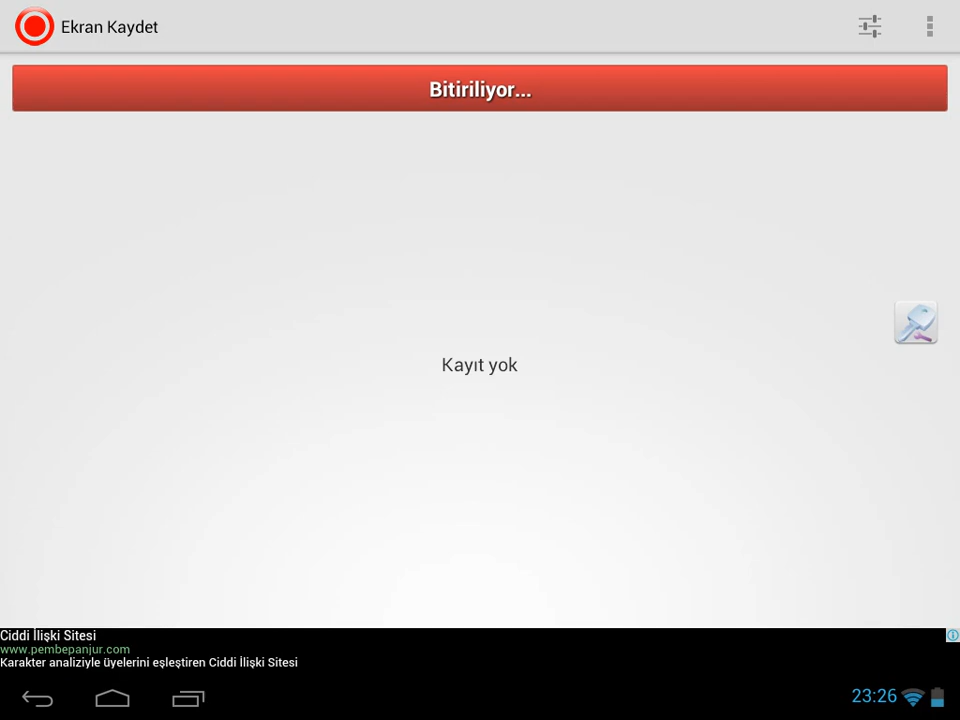 Ekran Kaydet
Bitiriliyor...
Kayıt yok
Ciddi İlişki Sitesi
www.pembepanjur.com
Karakter analiziyle üyelerini eşleştiren Ciddi İlişki Sitesi
23:26